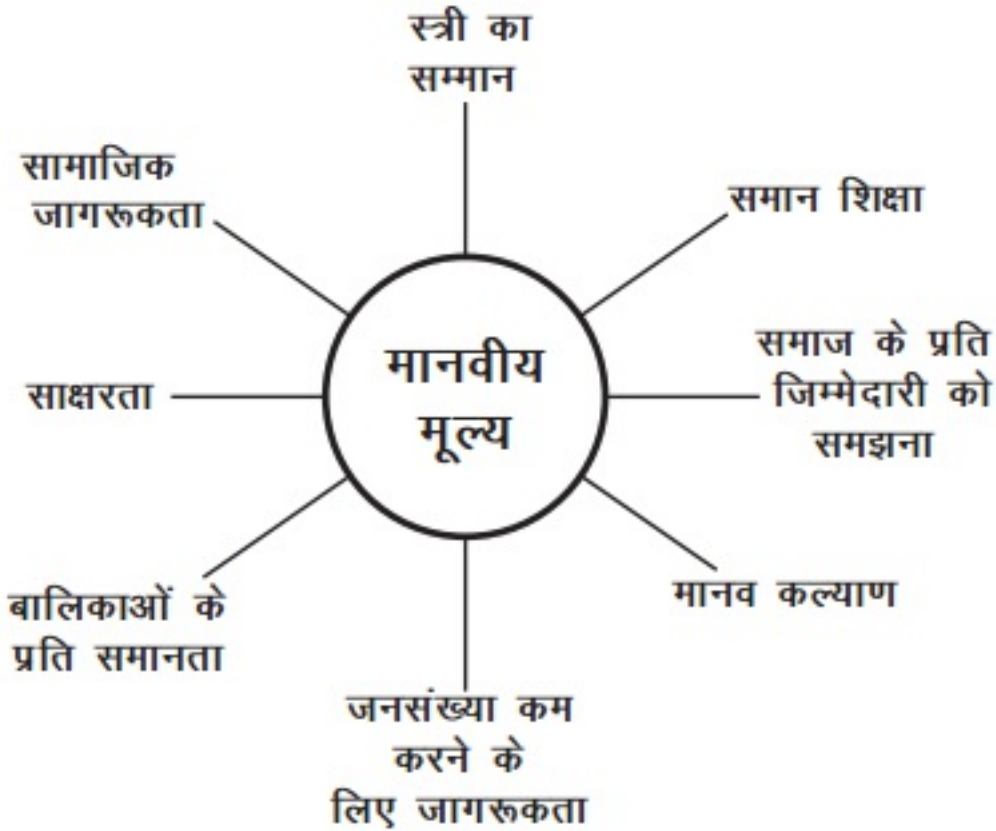 स्त्री का
सम्मान
सामाजिक
जागरूकता
समान शिक्षा
समाज के प्रति
जिम्मेदारी को
समझना
मानवीय
मूल्य
साक्षरता
मानव कल्याण
बालिकाओं के
प्रति समानता
जनसंख्या कम
करने के
लिए जागरूकता